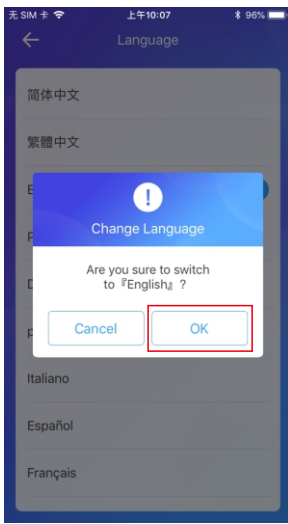 无 SIM 卡 上午10:07 96%
Language
简体中文
繁體中文
E
Change Language
Are you sure to switch
to『English』?
Cancel OK
Italiano
Español
Français